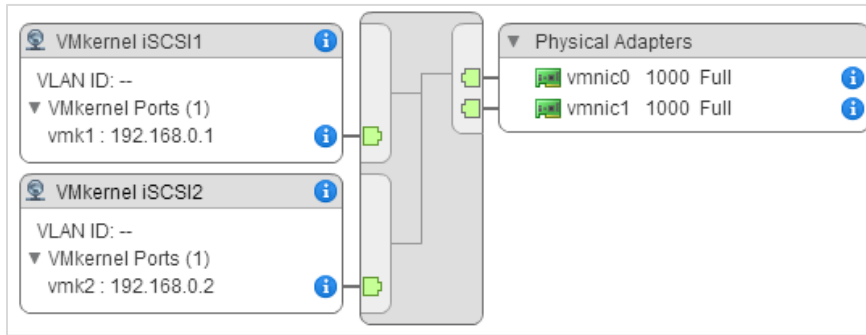 VMkernel iSCSI1
VLAN ID: --
VMkernel Ports (1)
vmk1 : 192.168.0.1
VMkernel iSCSI2
VLAN ID: --
VMkernel Ports (1)
vmk2 : 192.168.0.2
Physical Adapters
vmnic0 1000 Full
vmnic1 1000 Full